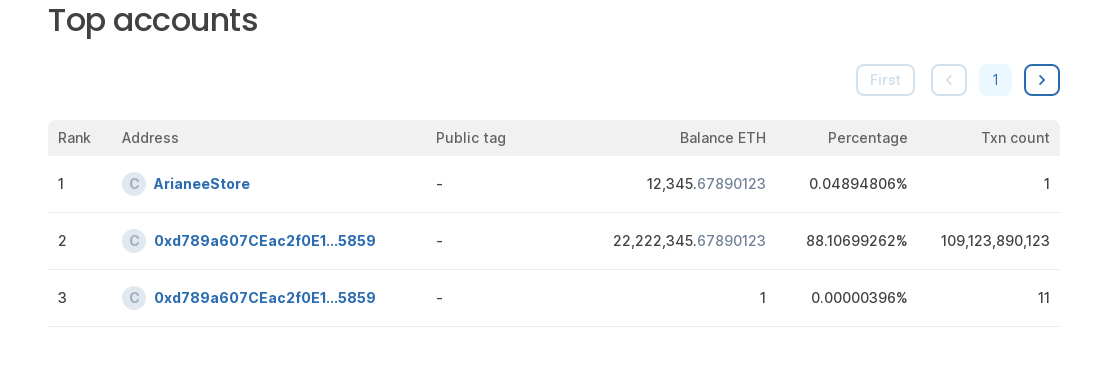 Top accounts
First 1
Rank Address Public tag Balance ETH Percentage Txn count
1 C ArianeeStore - 12,345.67890123 0.04894806% 1
2 C 0xd789a607CEac2f0E1...5859 - 22,222,345.67890123 88.10699262% 109,123,890,123
3 C 0xd789a607CEac2f0E1...5859 - 1 0.00000396% 11